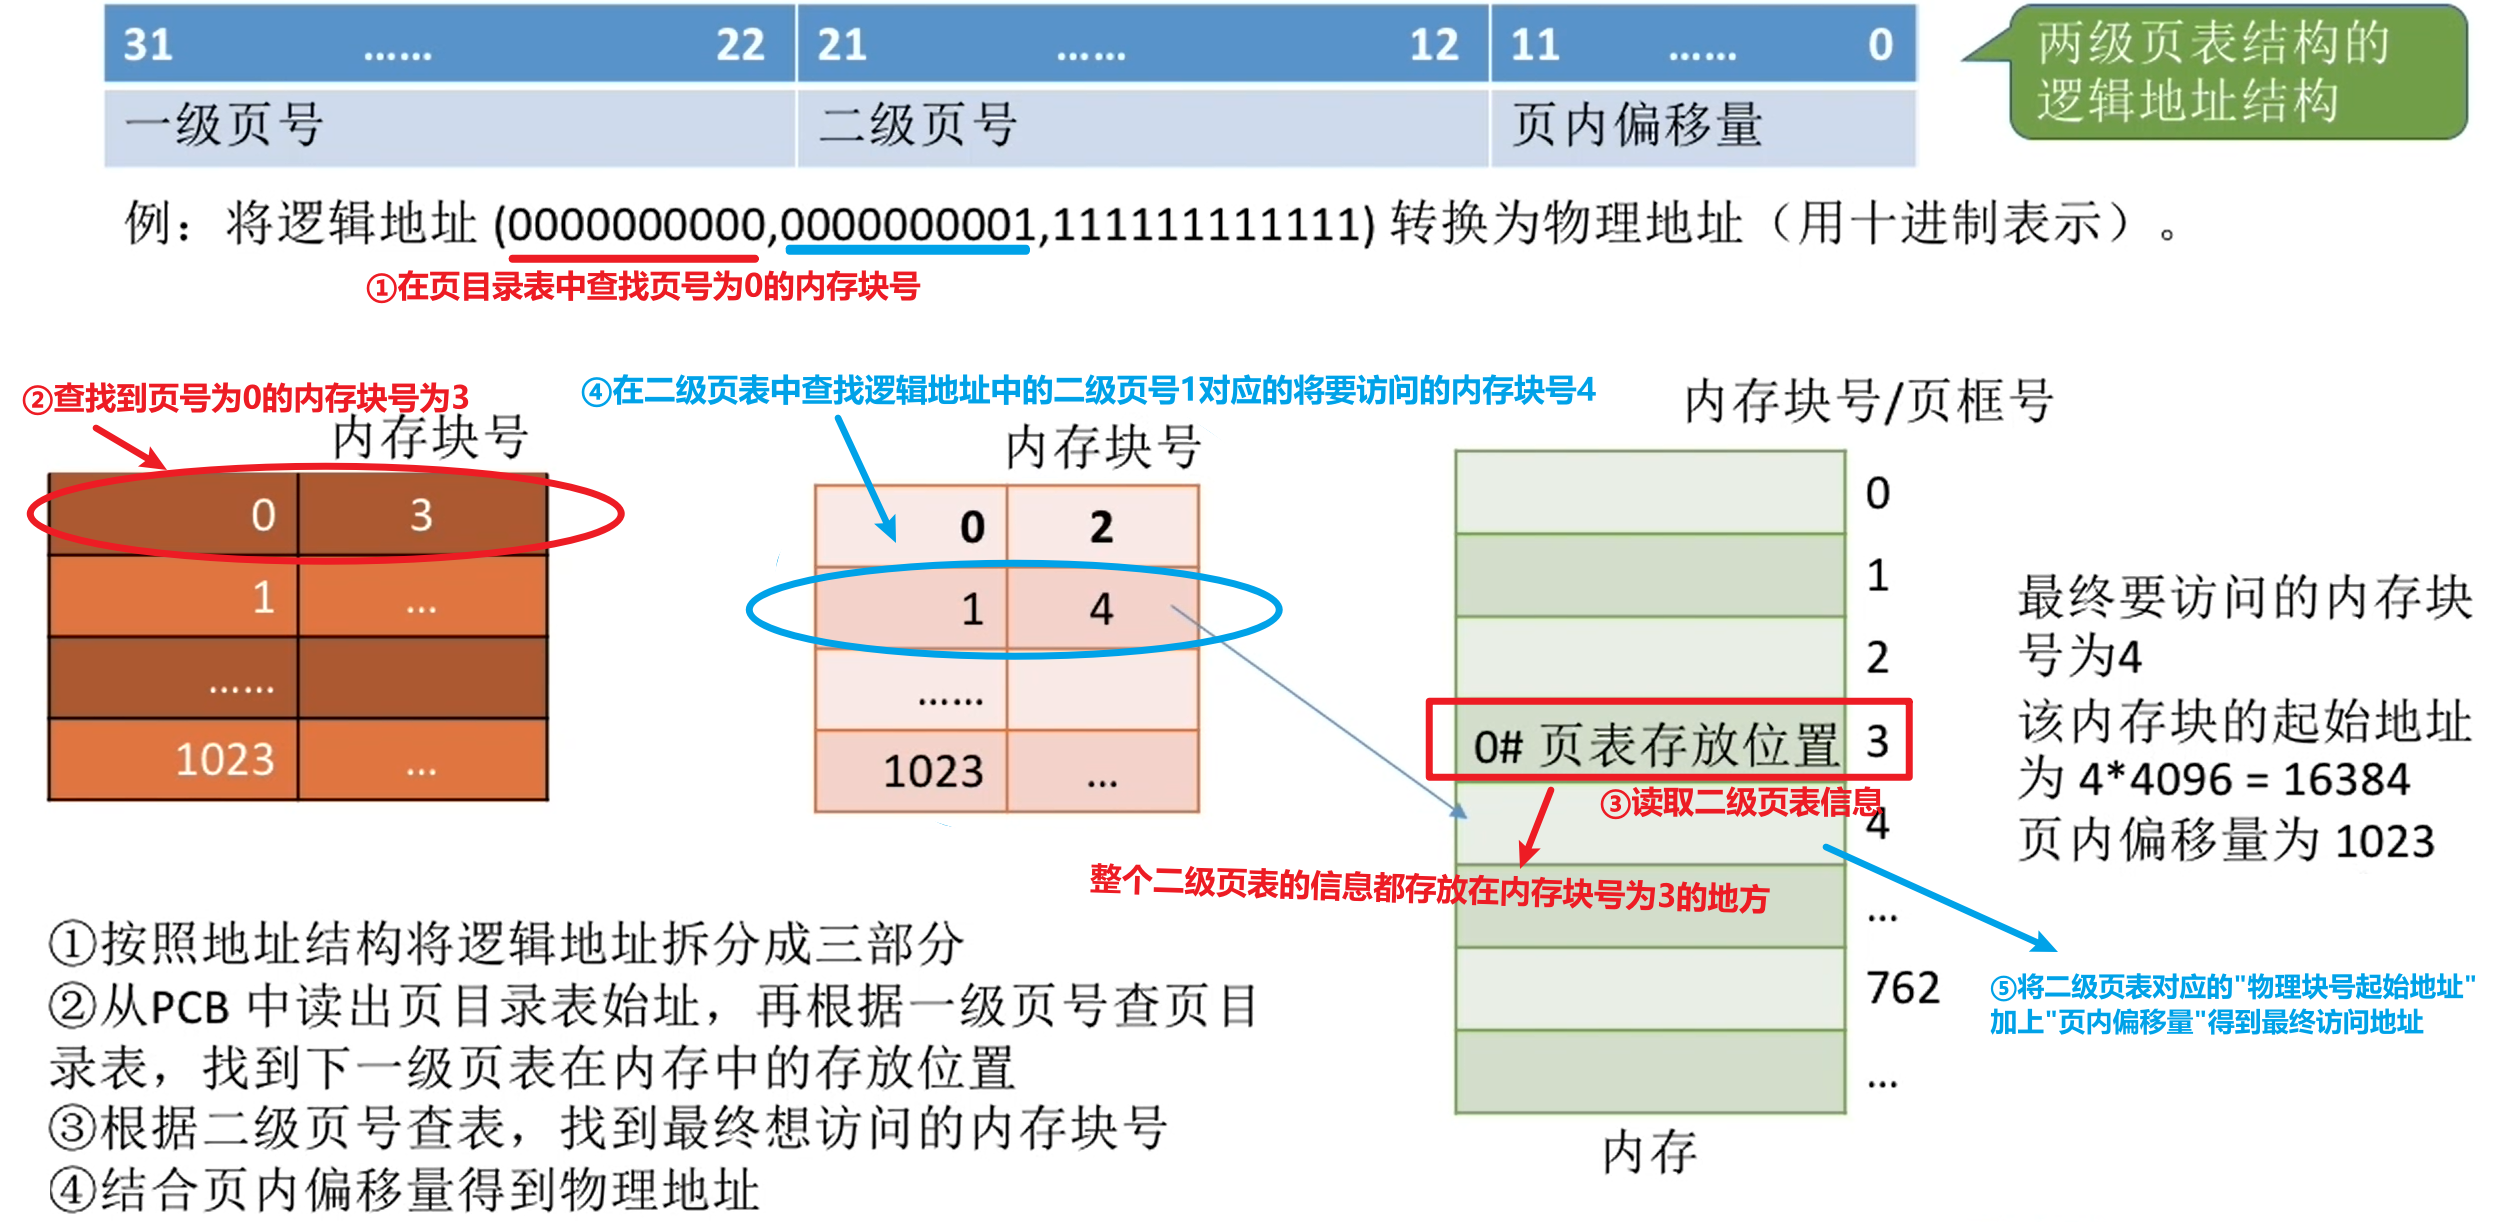 31 …… 22 21 …… 12 11 …… 0
一级页号 二级页号 页内偏移量
两级页表结构的
逻辑地址结构
例：将逻辑地址 (0000000000,0000000001,111111111111) 转换为物理地址（用十进制表示）。
①在页目录表中查找页号为0的内存块号
②查找到页号为0的内存块号为3
内存块号
0 3
1 …
……
1023 …
④在二级页表中查找逻辑地址中的二级页号1对应的将要访问的内存块号4
内存块号
0 2
1 4
……
1023 …
内存块号/页框号
0
1
2
0# 页表存放位置 3
③读取二级页表信息
4
整个二级页表的信息都存放在内存块号为3的地方
…
762
…
内存
最终要访问的内存块
号为4
该内存块的起始地址
为 4*4096 = 16384
页内偏移量为 1023
⑤将二级页表对应的"物理块号起始地址"
加上"页内偏移量"得到最终访问地址
①按照地址结构将逻辑地址拆分成三部分
②从PCB 中读出页目录表始址，再根据一级页号查页目
录表，找到下一级页表在内存中的存放位置
③根据二级页号查表，找到最终想访问的内存块号
④结合页内偏移量得到物理地址